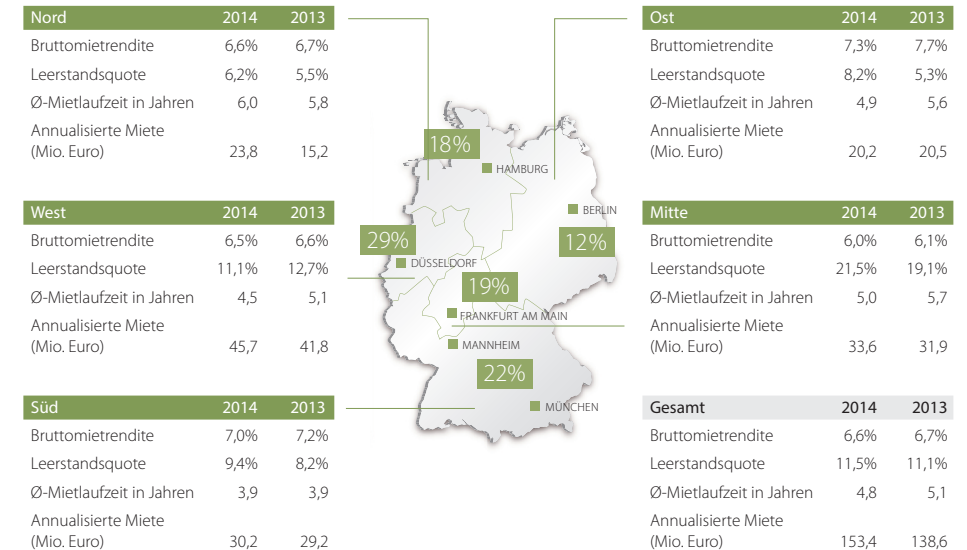 Nord 2014 2013
Bruttomietrendite 6,6% 6,7%
Leerstandsquote 6,2% 5,5%
Ø-Mietlaufzeit in Jahren 6,0 5,8
Annualisierte Miete
(Mio. Euro) 23,8 15,2
West 2014 2013
Bruttomietrendite 6,5% 6,6%
Leerstandsquote 11,1% 12,7%
Ø-Mietlaufzeit in Jahren 4,5 5,1
Annualisierte Miete
(Mio. Euro) 45,7 41,8
Süd 2014 2013
Bruttomietrendite 7,0% 7,2%
Leerstandsquote 9,4% 8,2%
Ø-Mietlaufzeit in Jahren 3,9 3,9
Annualisierte Miete
(Mio. Euro) 30,2 29,2
18%
HAMBURG
BERLIN
29%
12%
DÜSSELDORF
19%
FRANKFURT AM MAIN
MANNHEIM
22%
MÜNCHEN
Ost 2014 2013
Bruttomietrendite 7,3% 7,7%
Leerstandsquote 8,2% 5,3%
Ø-Mietlaufzeit in Jahren 4,9 5,6
Annualisierte Miete
(Mio. Euro) 20,2 20,5
Mitte 2014 2013
Bruttomietrendite 6,0% 6,1%
Leerstandsquote 21,5% 19,1%
Ø-Mietlaufzeit in Jahren 5,0 5,7
Annualisierte Miete
(Mio. Euro) 33,6 31,9
Gesamt 2014 2013
Bruttomietrendite 6,6% 6,7%
Leerstandsquote 11,5% 11,1%
Ø-Mietlaufzeit in Jahren 4,8 5,1
Annualisierte Miete
(Mio. Euro) 153,4 138,6